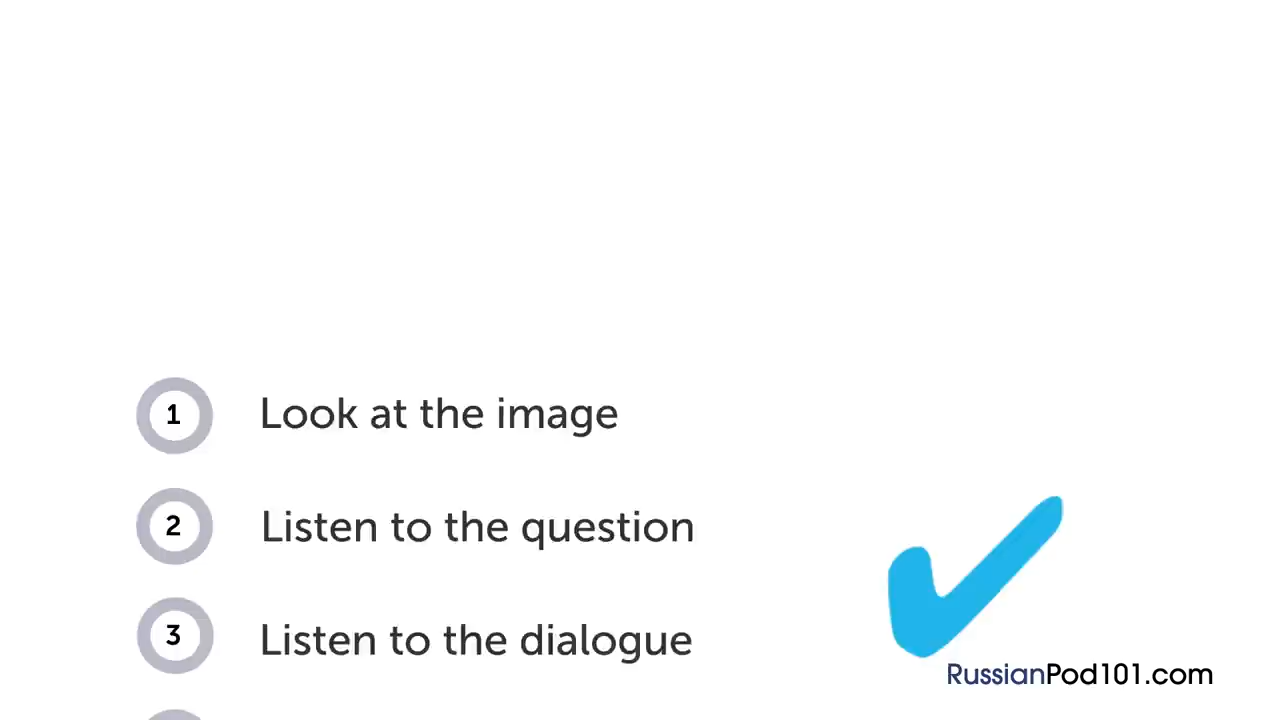 1 Look at the image
2 Listen to the question
3 Listen to the dialogue
RussianPod101.com